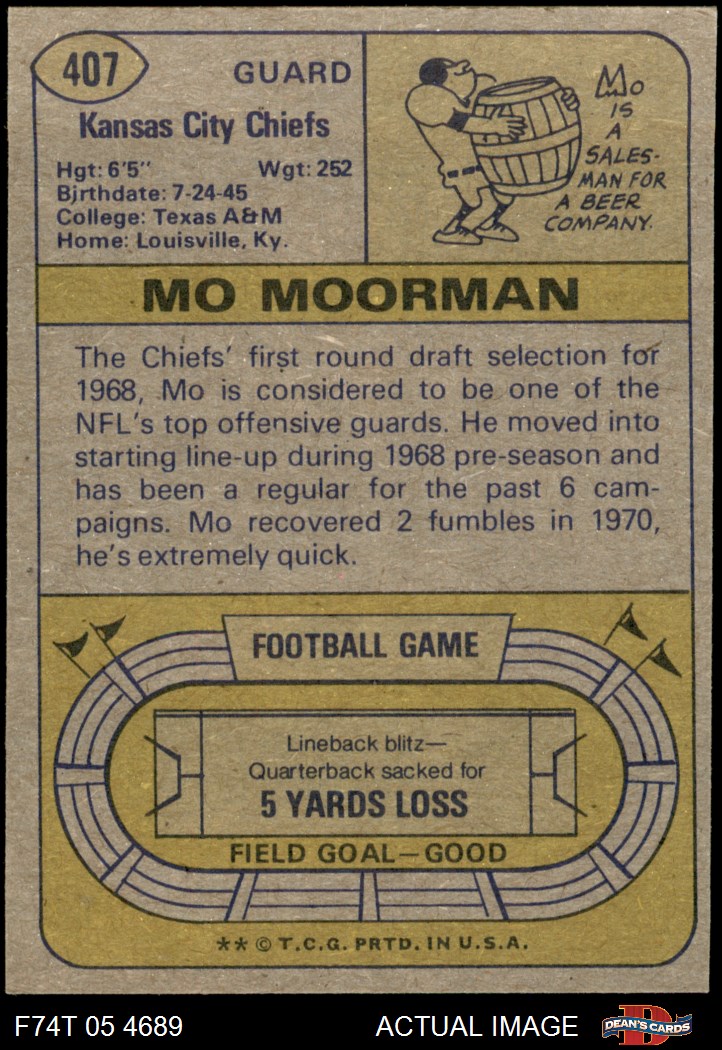 407
GUARD
Kansas City Chiefs
Hgt: 6'5" Wgt: 252
Birthdate: 7-24-45
College: Texas A&M
Home: Louisville, Ky.
Mo
IS
A
SALES-
MAN FOR
A BEER
COMPANY.
MO MOORMAN
The Chiefs' first round draft selection for
1968, Mo is considered to be one of the
NFL's top offensive guards. He moved into
starting line-up during 1968 pre-season and
has been a regular for the past 6 cam-
paigns. Mo recovered 2 fumbles in 1970,
he's extremely quick.
FOOTBALL GAME
Lineback blitz—
Quarterback sacked for
5 YARDS LOSS
FIELD GOAL—GOOD
** © T.C.G. PRTD. IN U.S.A.
F74T 05 4689
ACTUAL IMAGE
D
DEAN'S CARDS